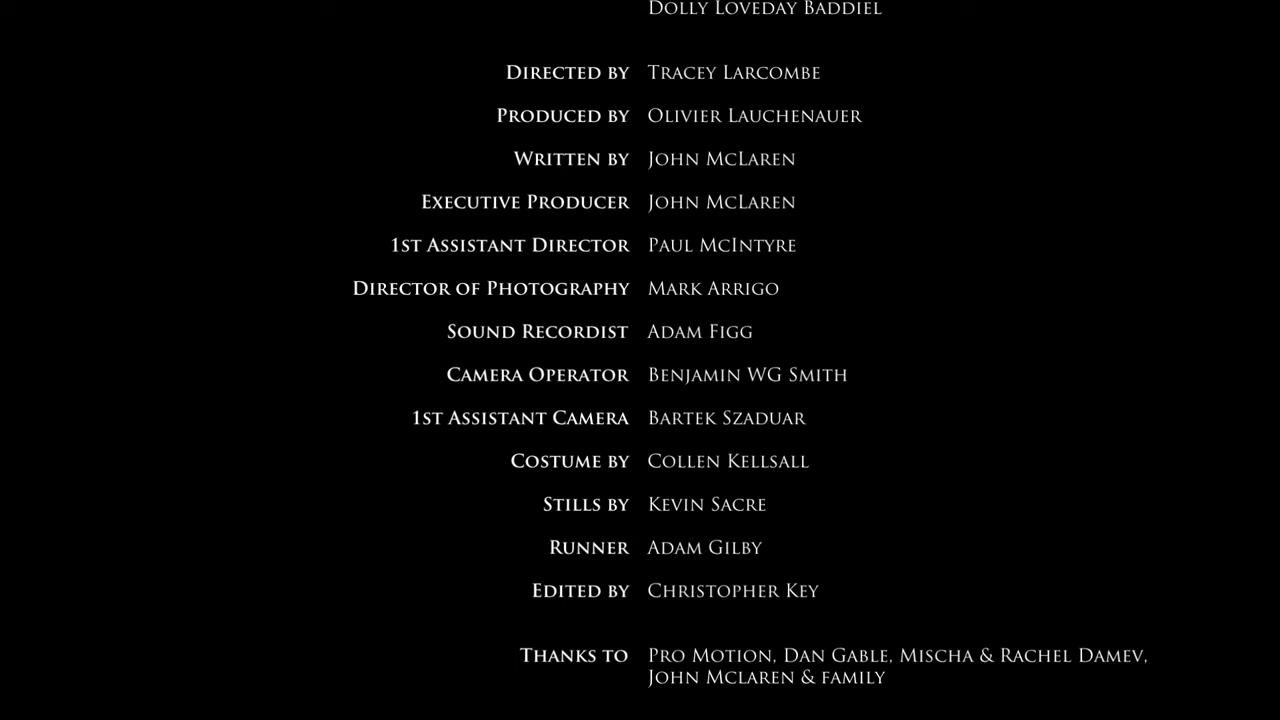 Dolly Loveday Baddiel
Directed by Tracey Larcombe
Produced by Olivier Lauchenauer
Written by John McLaren
Executive Producer John McLaren
1st Assistant Director Paul McIntyre
Director of Photography Mark Arrigo
Sound Recordist Adam Figg
Camera Operator Benjamin WG Smith
1st Assistant Camera Bartek Szaduar
Costume by Collen Kellsall
Stills by Kevin Sacre
Runner Adam Gilby
Edited by Christopher Key
Thanks to Pro Motion, Dan Gable, Mischa & Rachel Damev,
John Mclaren & family